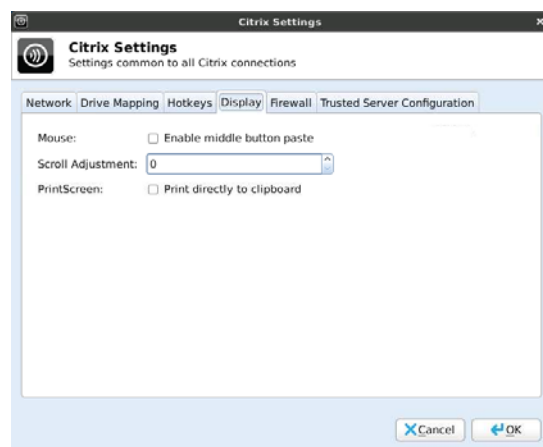 Citrix Settings
Citrix Settings
Settings common to all Citrix connections
Network Drive Mapping Hotkeys Display Firewall Trusted Server Configuration
Mouse: Enable middle button paste
Scroll Adjustment: 0
PrintScreen: Print directly to clipboard
Cancel OK